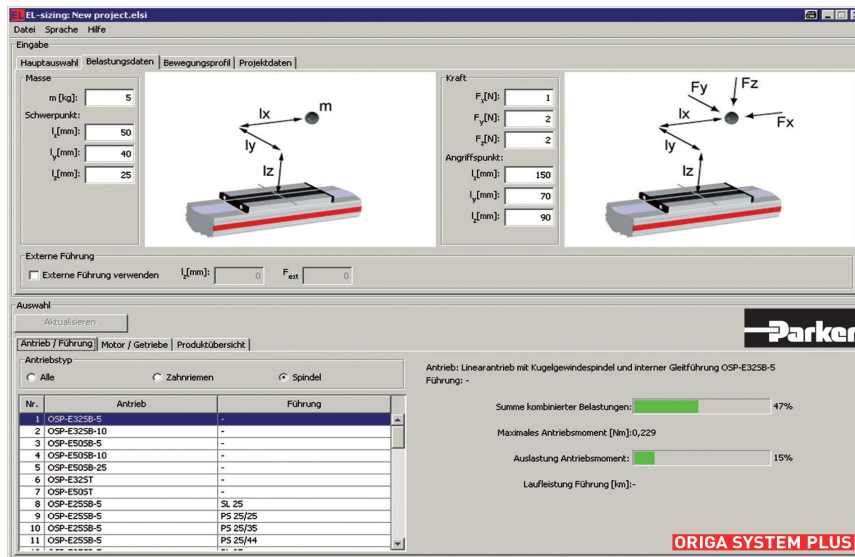 EL EL-sizing: New project.elsi
Datei Sprache Hilfe
Eingabe
Hauptauswahl Belastungsdaten Bewegungsprofil Projektdaten
Masse
m [kg]: 5
Schwerpunkt:
lx[mm]: 50
ly[mm]: 40
lz[mm]: 25
lx m
ly
lz
Kraft
Fx[N]: 1
Fy[N]: 2
Fz[N]: 2
Angriffspunkt:
lx[mm]: 150
ly[mm]: 70
lz[mm]: 90
Fz
Fy
lx Fx
ly
lz
Externe Führung
Externe Führung verwenden lz[mm]: 0 Fext 0
Auswahl
Aktualisieren
Parker
Antrieb / Führung Motor / Getriebe Produktübersicht
Antriebstyp
Alle Zahnriemen Spindel
Nr. Antrieb Führung
1 OSP-E32SB-5 -
2 OSP-E32SB-10 -
3 OSP-E50SB-5 -
4 OSP-E50SB-10 -
5 OSP-E50SB-25 -
6 OSP-E32ST -
7 OSP-E50ST -
8 OSP-E25SB-5 SL 25
9 OSP-E25SB-5 PS 25/25
10 OSP-E25SB-5 PS 25/35
11 OSP-E25SB-5 PS 25/44
Antrieb: Linearantrieb mit Kugelgewindespindel und interner Gleitführung OSP-E32SB-5
Führung: -
Summe kombinierter Belastungen: 47%
Maximales Antriebsmoment [Nm]:0,229
Auslastung Antriebsmoment: 15%
Laufleistung Führung [km]:-
ORIGA SYSTEM PLUS